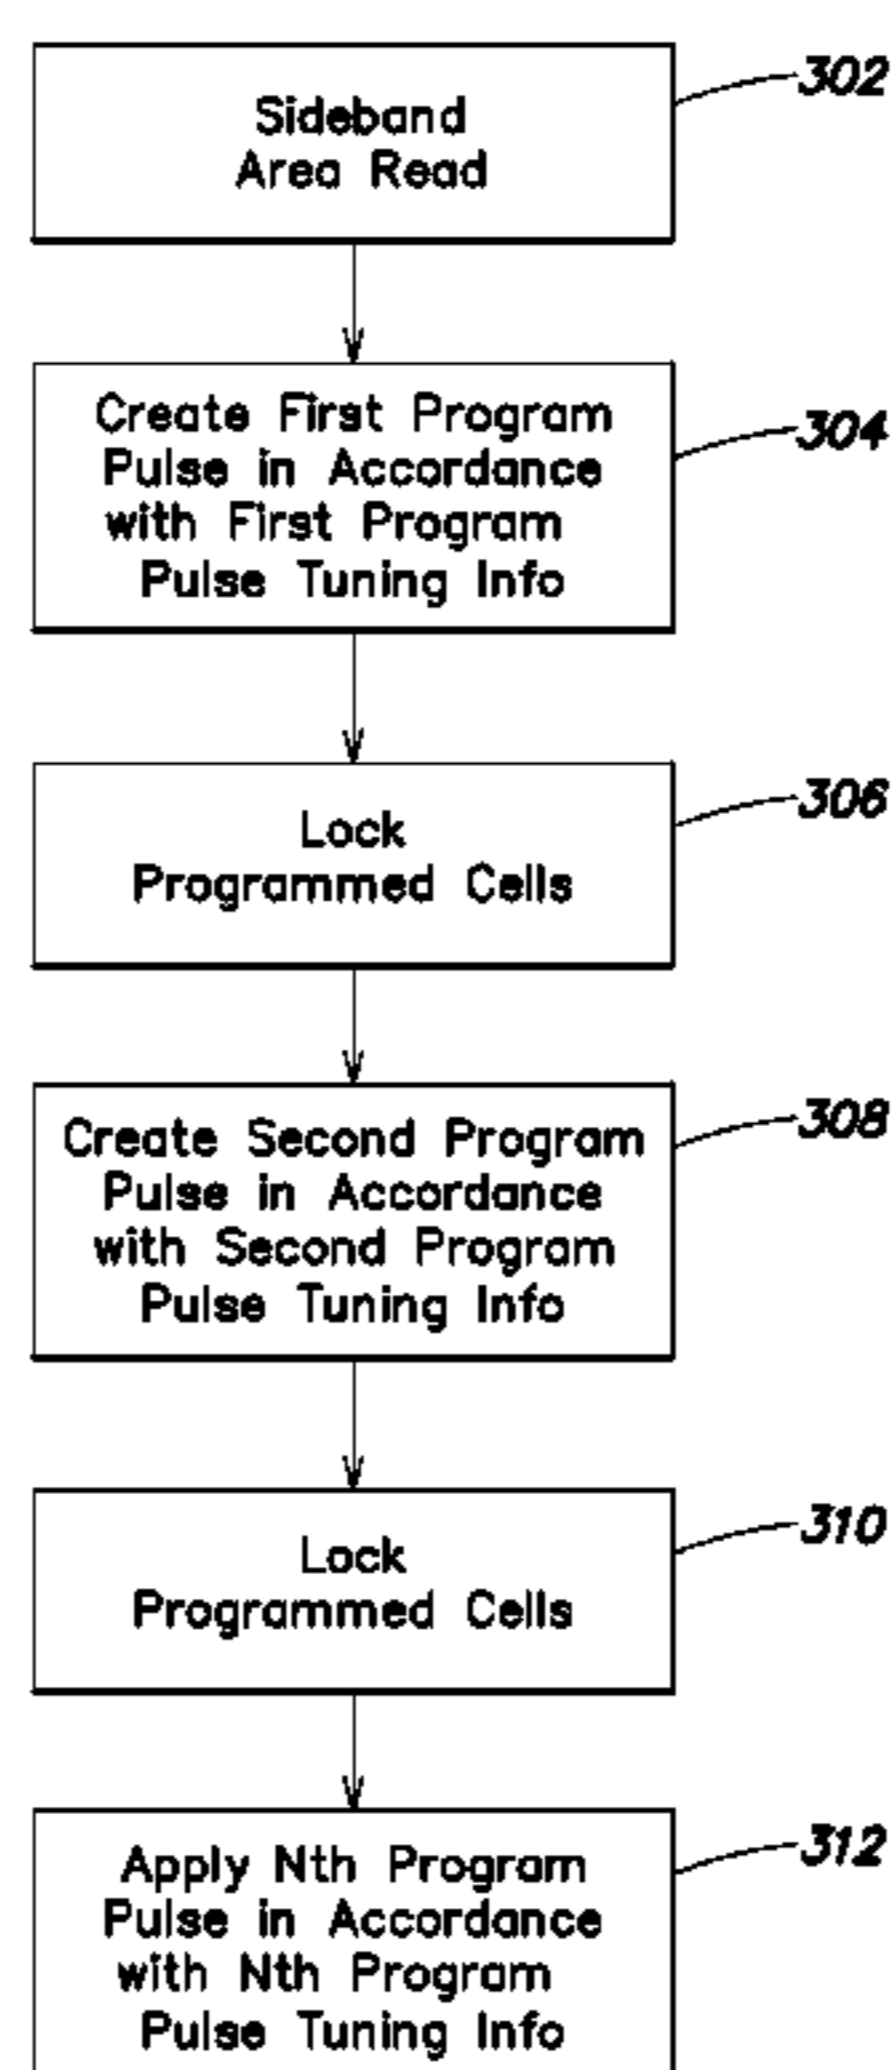 302
Sideband
Area Read
304
Create First Program
Pulse in Accordance
with First Program
Pulse Tuning Info
306
Lock
Programmed Cells
308
Create Second Program
Pulse in Accordance
with Second Program
Pulse Tuning Info
310
Lock
Programmed Cells
312
Apply Nth Program
Pulse in Accordance
with Nth Program
Pulse Tuning Info